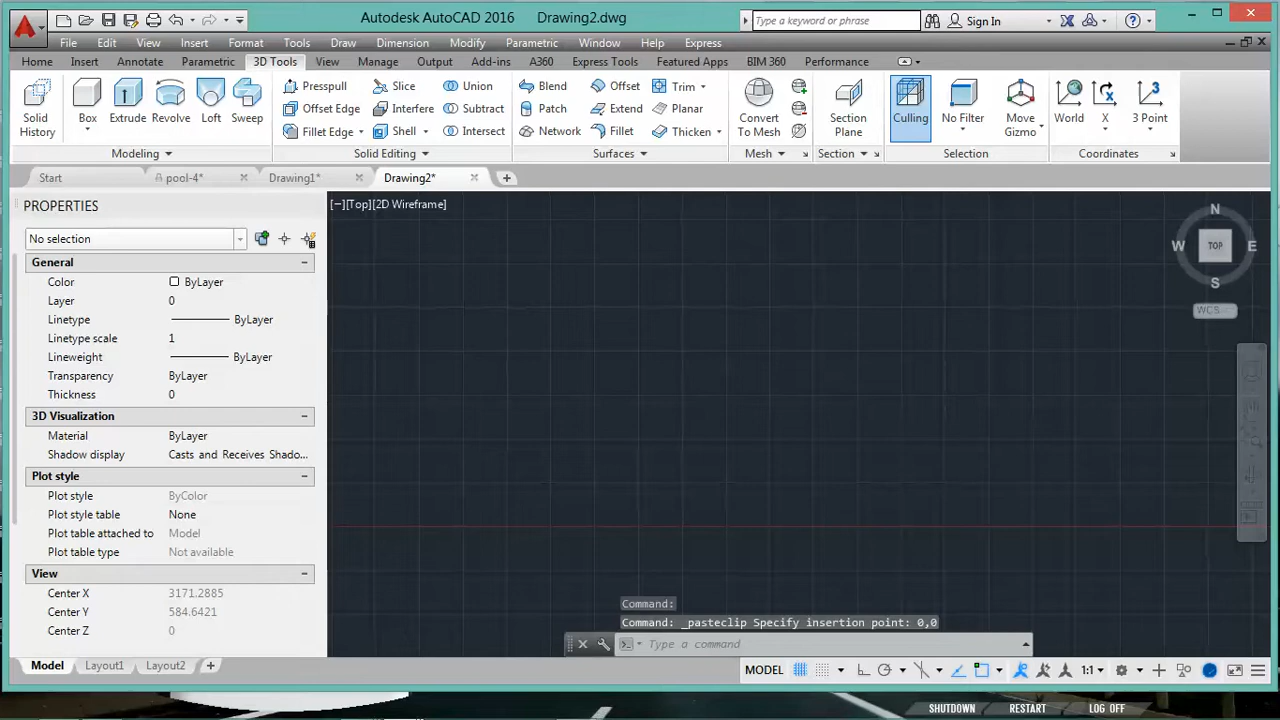 Autodesk AutoCAD 2016 Drawing2.dwg
Type a keyword or phrase
Sign In
File Edit View Insert Format Tools Draw Dimension Modify Parametric Window Help Express
Home Insert Annotate Parametric 3D Tools View Manage Output Add-ins A360 Express Tools Featured Apps BIM 360 Performance
Solid History
Box
Extrude
Revolve
Loft
Sweep
Presspull
Offset Edge
Fillet Edge
Slice
Interfere
Shell
Union
Subtract
Intersect
Blend
Patch
Network
Offset
Extend
Fillet
Trim
Planar
Thicken
Convert To Mesh
Section Plane
Culling
No Filter
Move Gizmo
World
X
3 Point
Modeling Solid Editing Surfaces Mesh Section Selection Coordinates
Start pool-4* Drawing1* Drawing2*
PROPERTIES
[−][Top][2D Wireframe]
No selection
General
Color ByLayer
Layer 0
Linetype ByLayer
Linetype scale 1
Lineweight ByLayer
Transparency ByLayer
Thickness 0
3D Visualization
Material ByLayer
Shadow display Casts and Receives Shado...
Plot style
Plot style ByColor
Plot style table None
Plot table attached to Model
Plot table type Not available
View
Center X 3171.2885
Center Y 584.6421
Center Z 0
N
W TOP E
S
WCS
Command:
Command: _pasteclip Specify insertion point: 0,0
Type a command
Model Layout1 Layout2
MODEL 1:1
SHUTDOWN RESTART LOG OFF